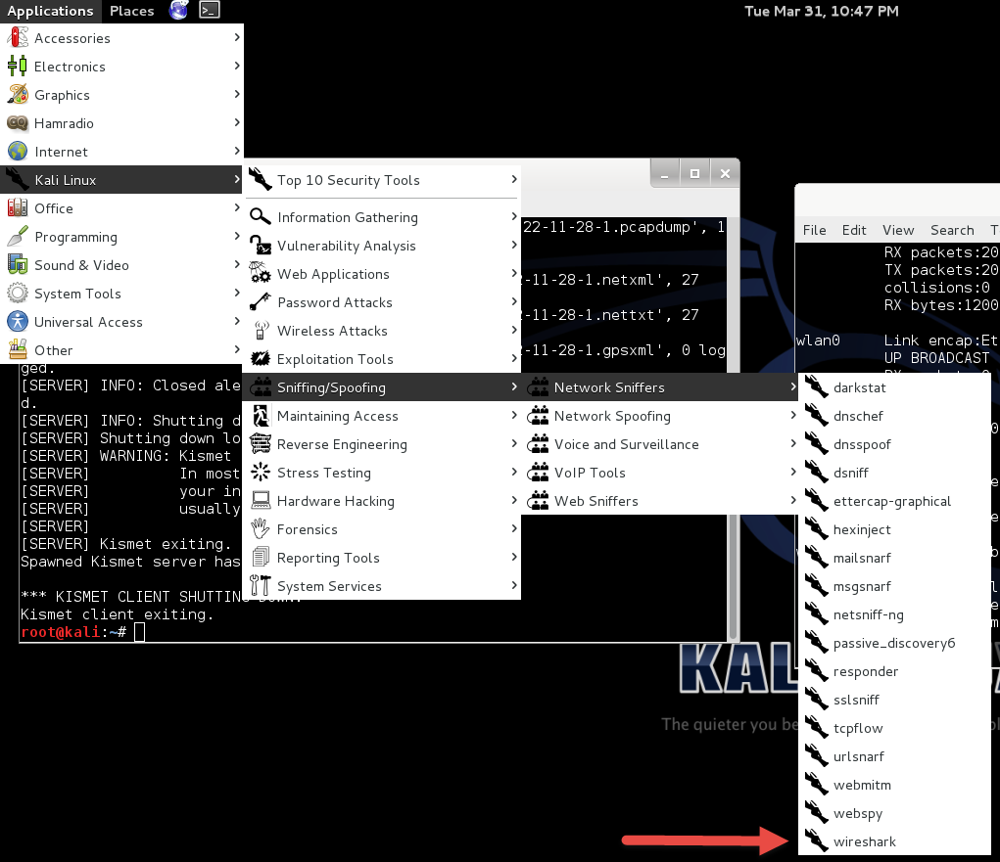 Applications Places Tue Mar 31, 10:47 PM
Accessories
Electronics
Graphics
Hamradio
Internet
Kali Linux
Office
Programming
Sound & Video
System Tools
Universal Access
Other
Top 10 Security Tools
Information Gathering
Vulnerability Analysis
Web Applications
Password Attacks
Wireless Attacks
Exploitation Tools
Sniffing/Spoofing
Maintaining Access
Reverse Engineering
Stress Testing
Hardware Hacking
Forensics
Reporting Tools
System Services
Network Sniffers
Network Spoofing
Voice and Surveillance
VoIP Tools
Web Sniffers
darkstat
dnschef
dnsspoof
dsniff
ettercap-graphical
hexinject
mailsnarf
msgsnarf
netsniff-ng
passive_discovery6
responder
sslsniff
tcpflow
urlsnarf
webmitm
webspy
wireshark
22-11-28-1.pcapdump', 1
-11-28-1.netxml', 27
2-11-28-1.nettxt', 27
2-11-28-1.gpsxml', 0 log
ged.
[SERVER] INFO: Closed ale
d.
[SERVER] INFO: Shutting d
[SERVER] Shutting down lo
[SERVER] WARNING: Kismet
[SERVER] In most
[SERVER] your in
[SERVER] usually
[SERVER]
[SERVER] Kismet exiting.
Spawned Kismet server has
*** KISMET CLIENT SHUTTING DOWN.
Kismet client exiting.
root@kali:~#
File Edit View Search T
RX packets:20
TX packets:20
collisions:0
RX bytes:1200
wlan0 Link encap:Et
UP BROADCAST
KAL
The quieter you be